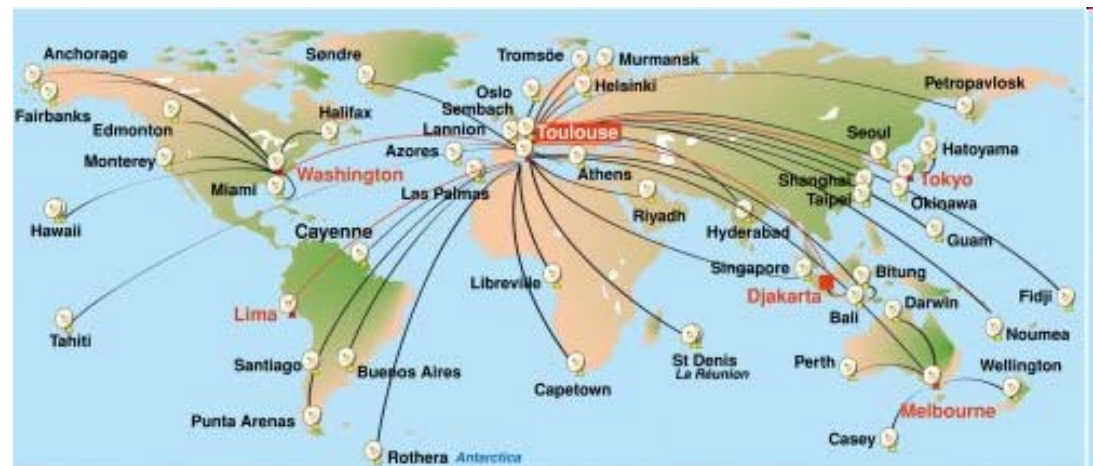 Anchorage
Søndre
Tromsöe
Murmansk
Fairbanks
Oslo
Helsinki
Petropavlosk
Edmonton
Halifax
Sembach
Lannion
Toulouse
Seoul
Hatoyama
Monterey
Washington
Azores
Athens
Shanghai
Tokyo
Miami
Las Palmas
Riyadh
Taipei
Okinawa
Hawaii
Cayenne
Hyderabad
Guam
Libreville
Singapore
Bitung
Lima
Djakarta
Darwin
Fidji
Tahiti
Bali
Noumea
Santiago
Buenos Aires
Capetown
St Denis
La Réunion
Perth
Wellington
Punta Arenas
Melbourne
Casey
Rothera Antarctica